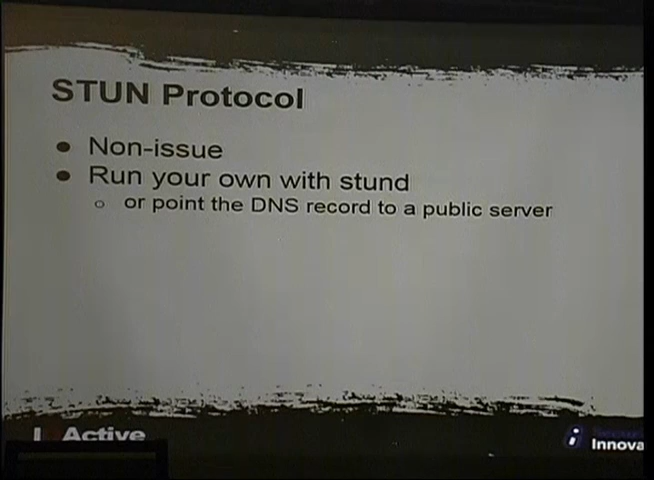 STUN Protocol
● Non-issue
● Run your own with stund
○ or point the DNS record to a public server
Active
Innova